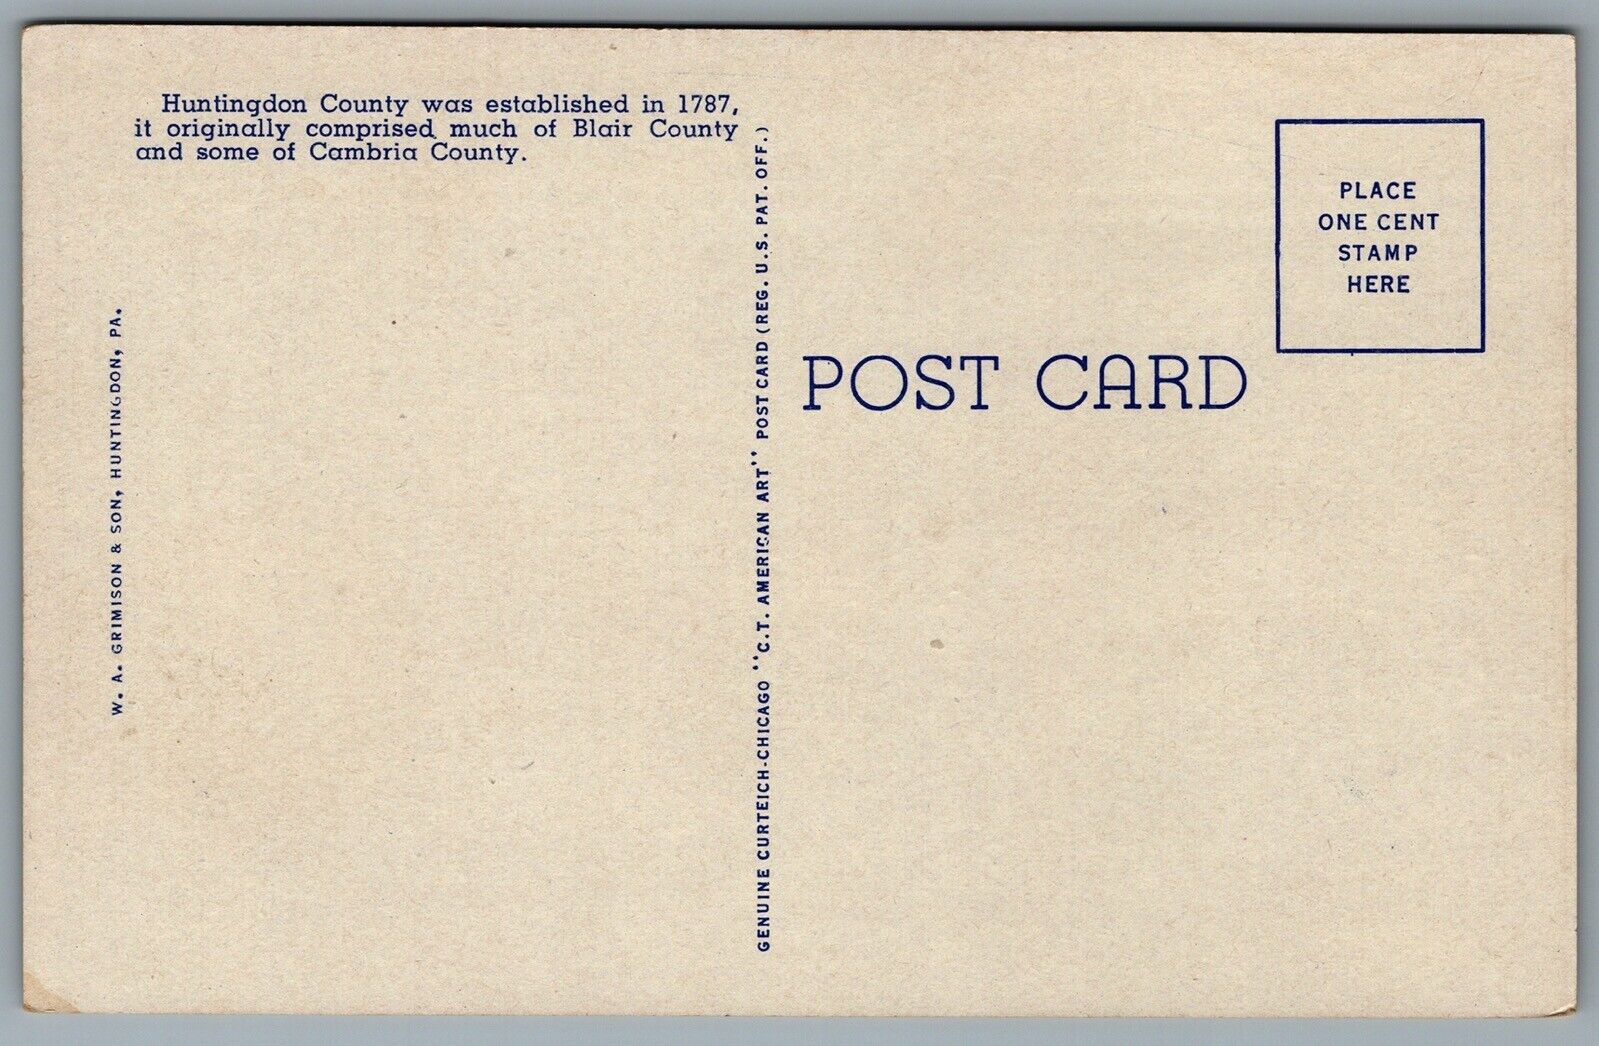 Huntingdon County was established in 1787,
it originally comprised much of Blair County
and some of Cambria County.
W. A. GRIMISON & SON, HUNTINGDON, PA.
GENUINE CURTEICH-CHICAGO "C.T. AMERICAN ART" POST CARD (REG. U.S. PAT. OFF.)
PLACE
ONE CENT
STAMP
HERE
POST CARD